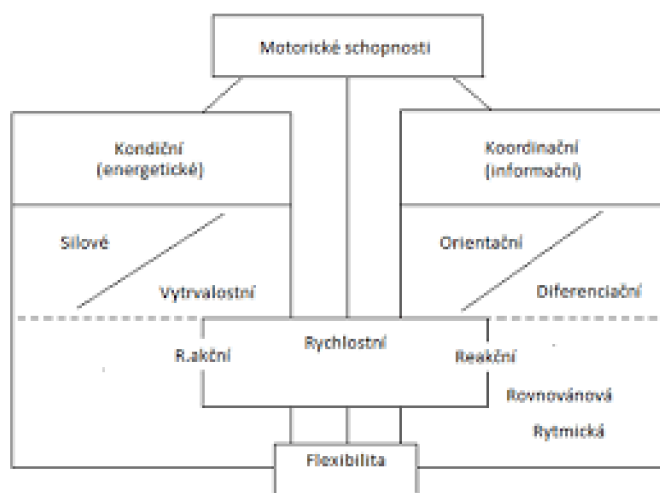 Motorické schopnosti
Kondiční
(energetické)
Koordinační
(informační)
Silové
Orientační
Vytrvalostní
Diferenciační
Rychlostní
R.akční
Reakční
Rovnovánová
Rytmická
Flexibilita